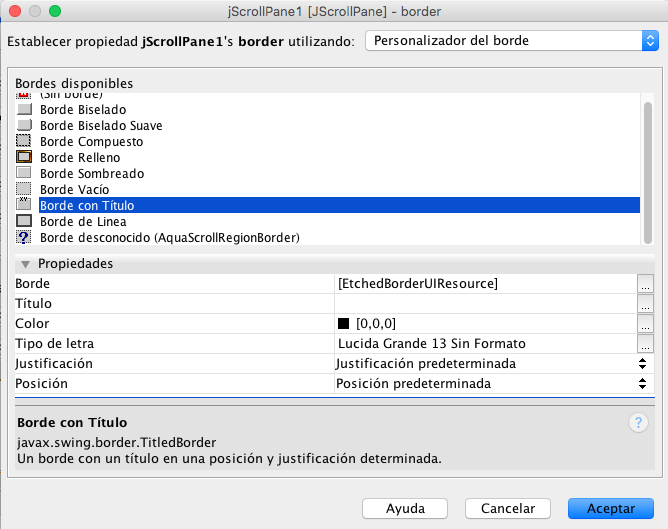 jScrollPane1 [JScrollPane] - border
Establecer propiedad jScrollPane1's border utilizando: Personalizador del borde
Bordes disponibles
(Sin borde)
Borde Biselado
Borde Biselado Suave
Borde Compuesto
Borde Relleno
Borde Sombreado
Borde Vacío
XY Borde con Título
Borde de Linea
? Borde desconocido (AquaScrollRegionBorder)
Propiedades
Borde [EtchedBorderUIResource] ...
Título ...
Color [0,0,0] ...
Tipo de letra Lucida Grande 13 Sin Formato ...
Justificación Justificación predeterminada
Posición Posición predeterminada
Borde con Título ?
javax.swing.border.TitledBorder
Un borde con un título en una posición y justificación determinada.
Ayuda Cancelar Aceptar